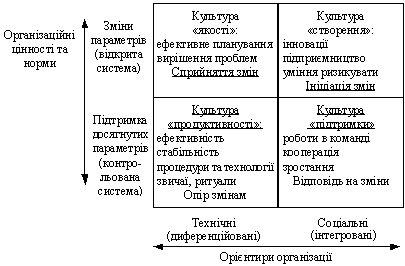 Організаційні
цінності та
норми
Зміни
параметрів
(відкрита
система)
Культура
«якості»:
ефективне планування
вирішення проблем
Сприйняття змін
Культура
«створення»:
інновації
підприємництво
уміння ризикувати
Ініціація змін
Підтримка
досягнутих
параметрів
(контро-
льована
система)
Культура
«продуктивності»:
ефективність
стабільність
процедури та технології
звичаї, ритуали
Опір змінам
Культура
«підтримки»
роботи в команді
кооперація
зростання
Відповідь на зміни
Технічні
(диференційовані)
Соціальні
(інтегровані)
Орієнтири організації